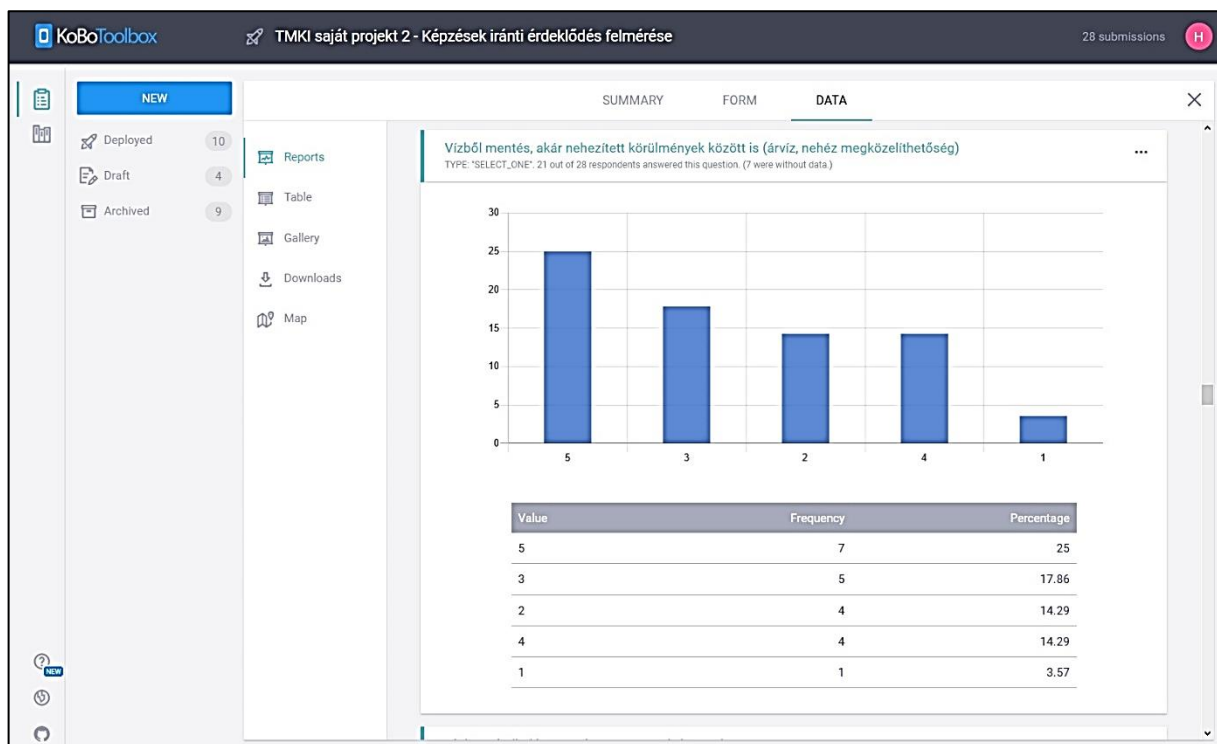 KoBoToolbox
TMKI saját projekt 2 - Képzések iránti érdeklődés felmérése
28 submissions
H
NEW
Deployed 10
Draft 4
Archived 9
NEW
SUMMARY FORM DATA
Reports
Table
Gallery
Downloads
Map
Vízből mentés, akár nehezített körülmények között is (árvíz, nehéz megközelíthetőség)
TYPE: "SELECT_ONE". 21 out of 28 respondents answered this question. (7 were without data.)
30
25
20
15
10
5
0
5 3 2 4 1
Value Frequency Percentage
5 7 25
3 5 17.86
2 4 14.29
4 4 14.29
1 1 3.57